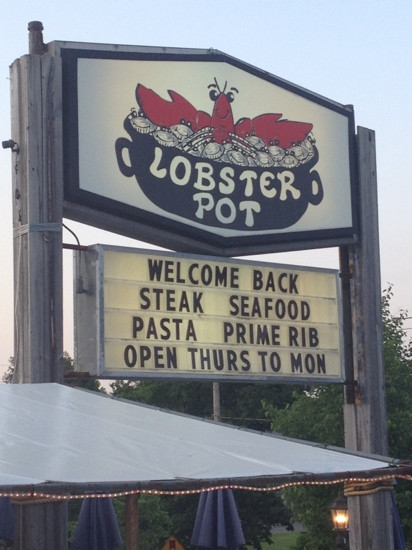 LOBSTER
POT
WELCOME BACK
STEAK SEAFOOD
PASTA PRIME RIB
OPEN THURS TO MON